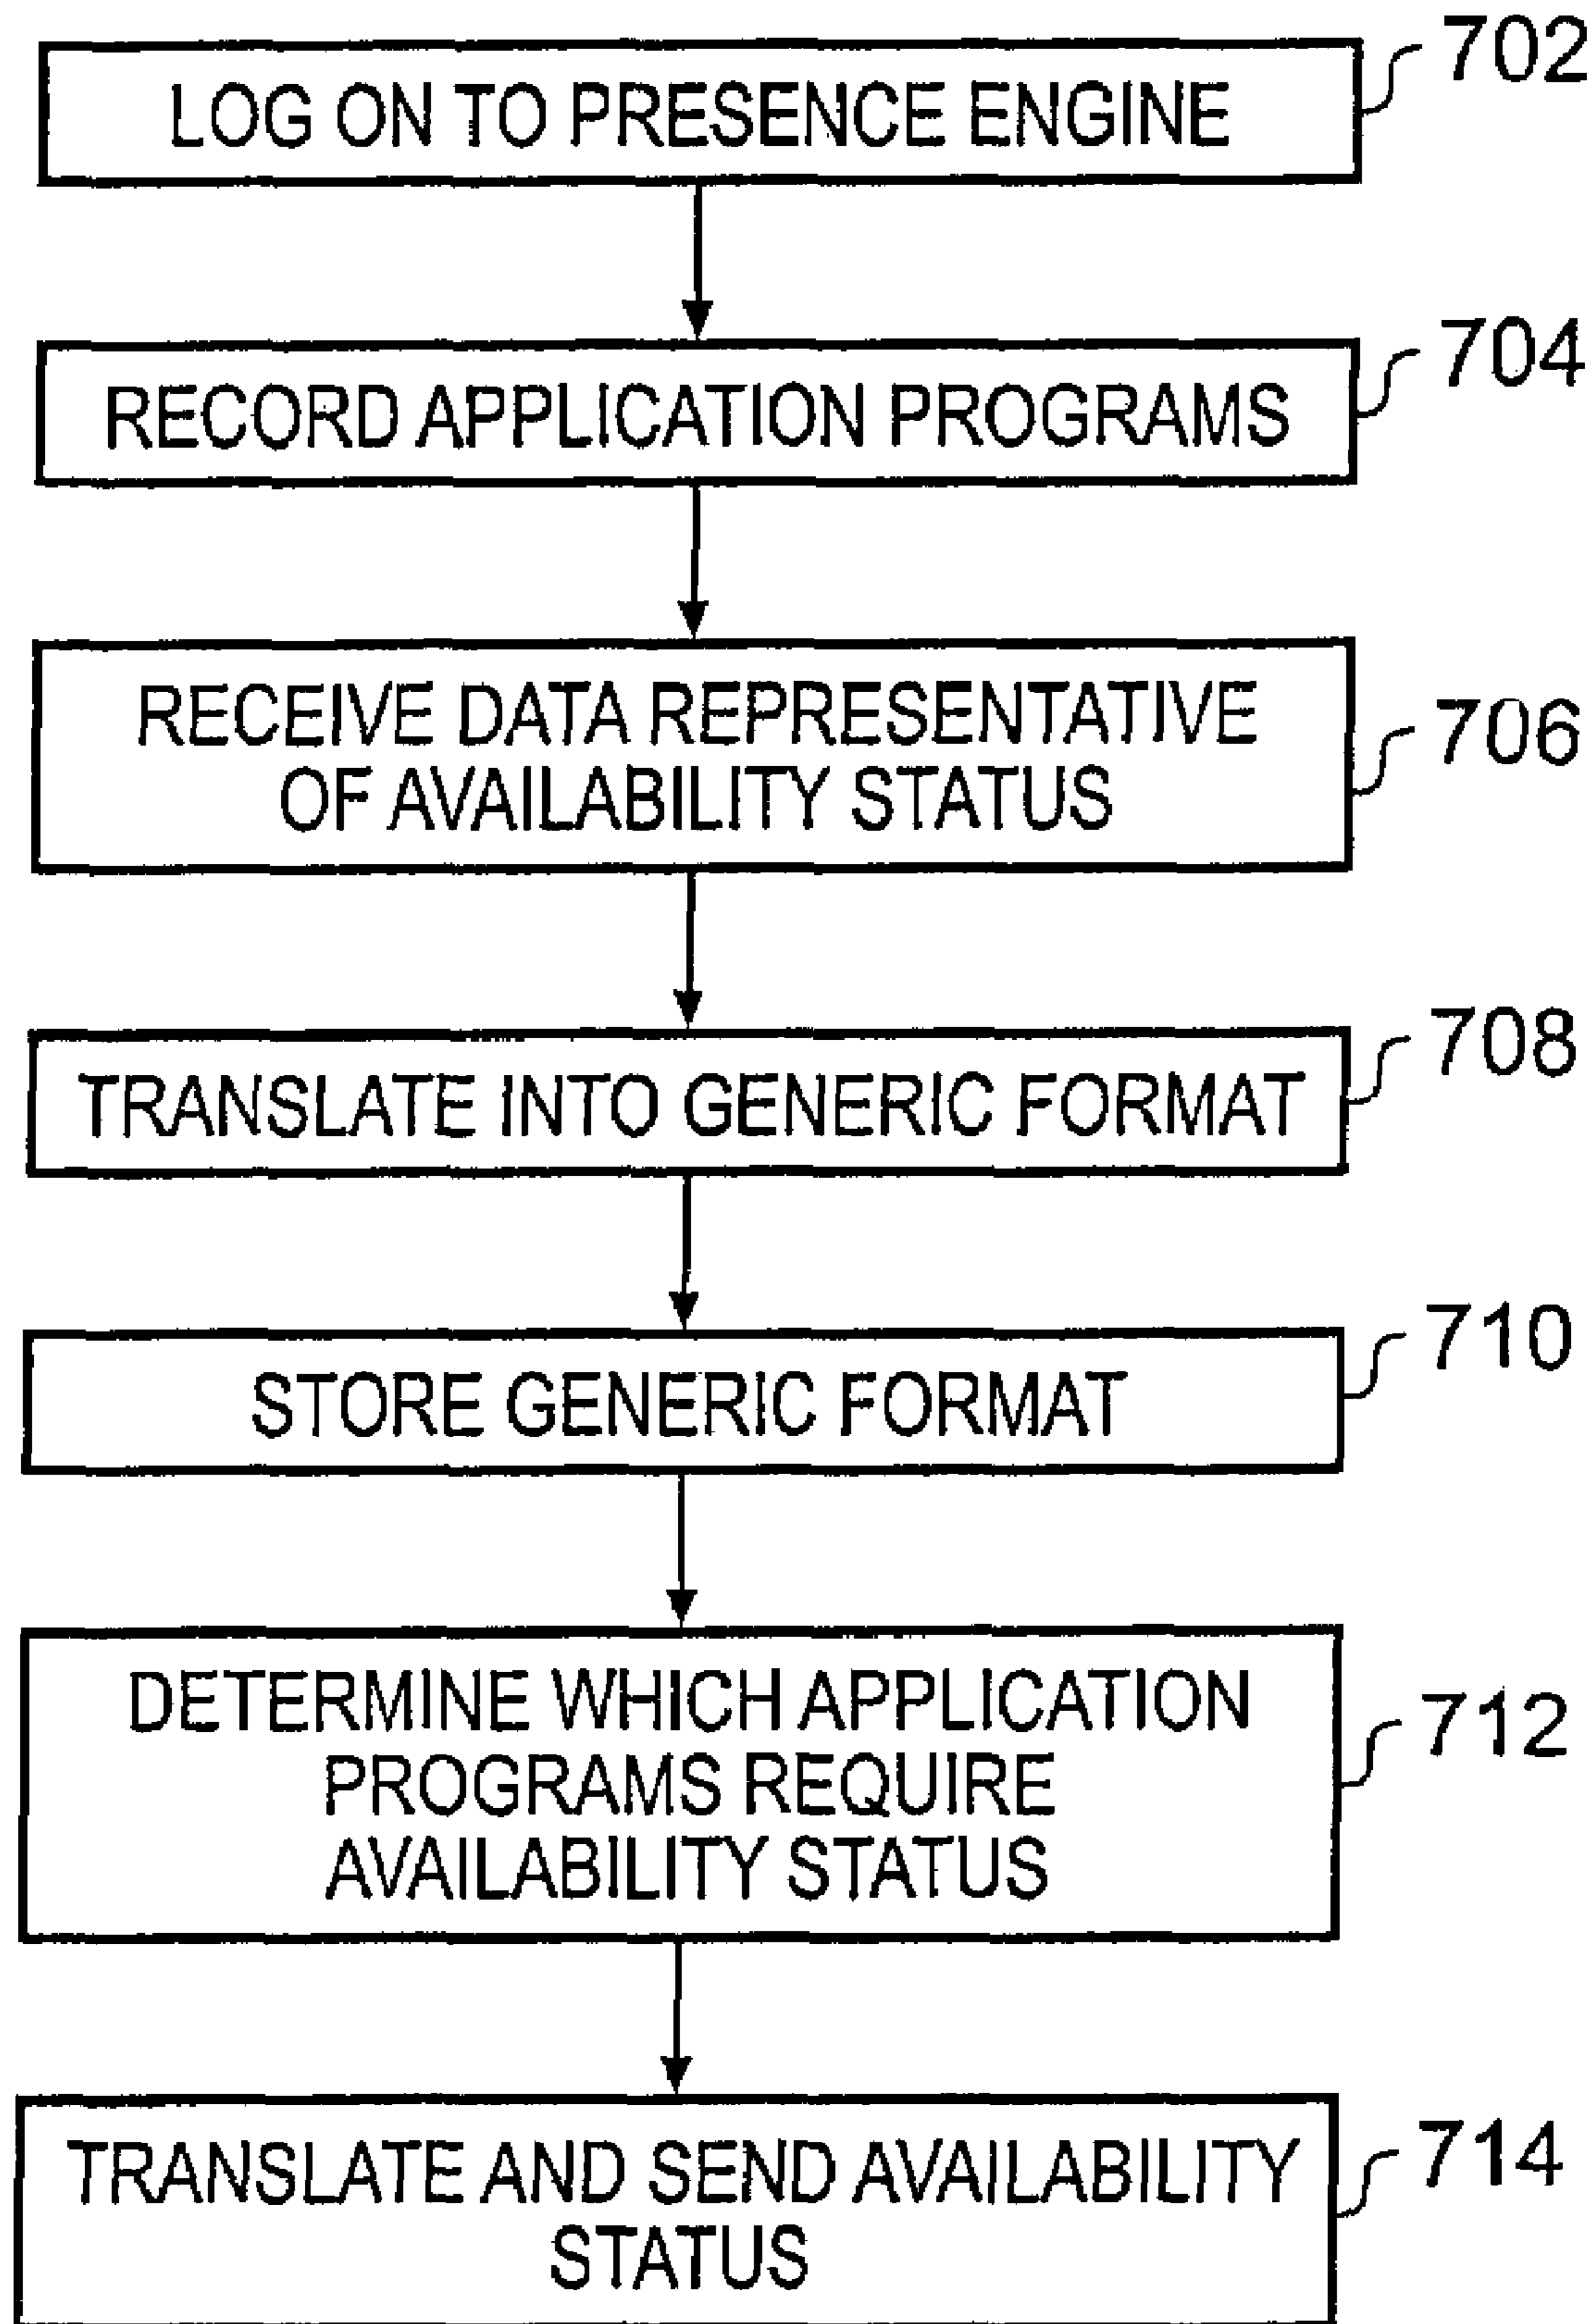 LOG ON TO PRESENCE ENGINE
702
RECORD APPLICATION PROGRAMS
704
RECEIVE DATA REPRESENTATIVE
OF AVAILABILITY STATUS
706
TRANSLATE INTO GENERIC FORMAT
708
STORE GENERIC FORMAT
710
DETERMINE WHICH APPLICATION
PROGRAMS REQUIRE
AVAILABILITY STATUS
712
TRANSLATE AND SEND AVAILABILITY
STATUS
714